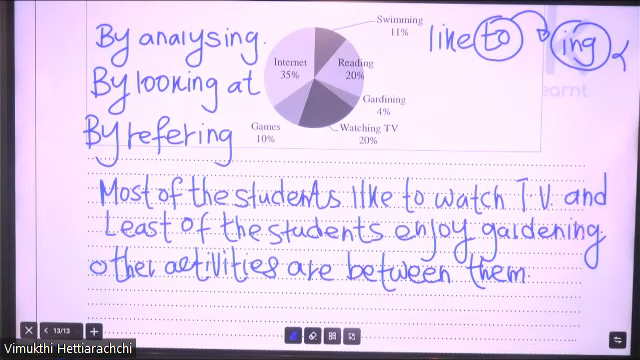 Swimming
11%
like to ing
By analysing.
Internet
35%
Reading
20%
By looking at
Gardining
4%
earnt
Games
10%
Watching TV
20%
By refering
Most of the students like to watch T.V. and
Least of the students enjoy gardening.
other activities are between them.
13/13
Vimukthi Hettiarachchi